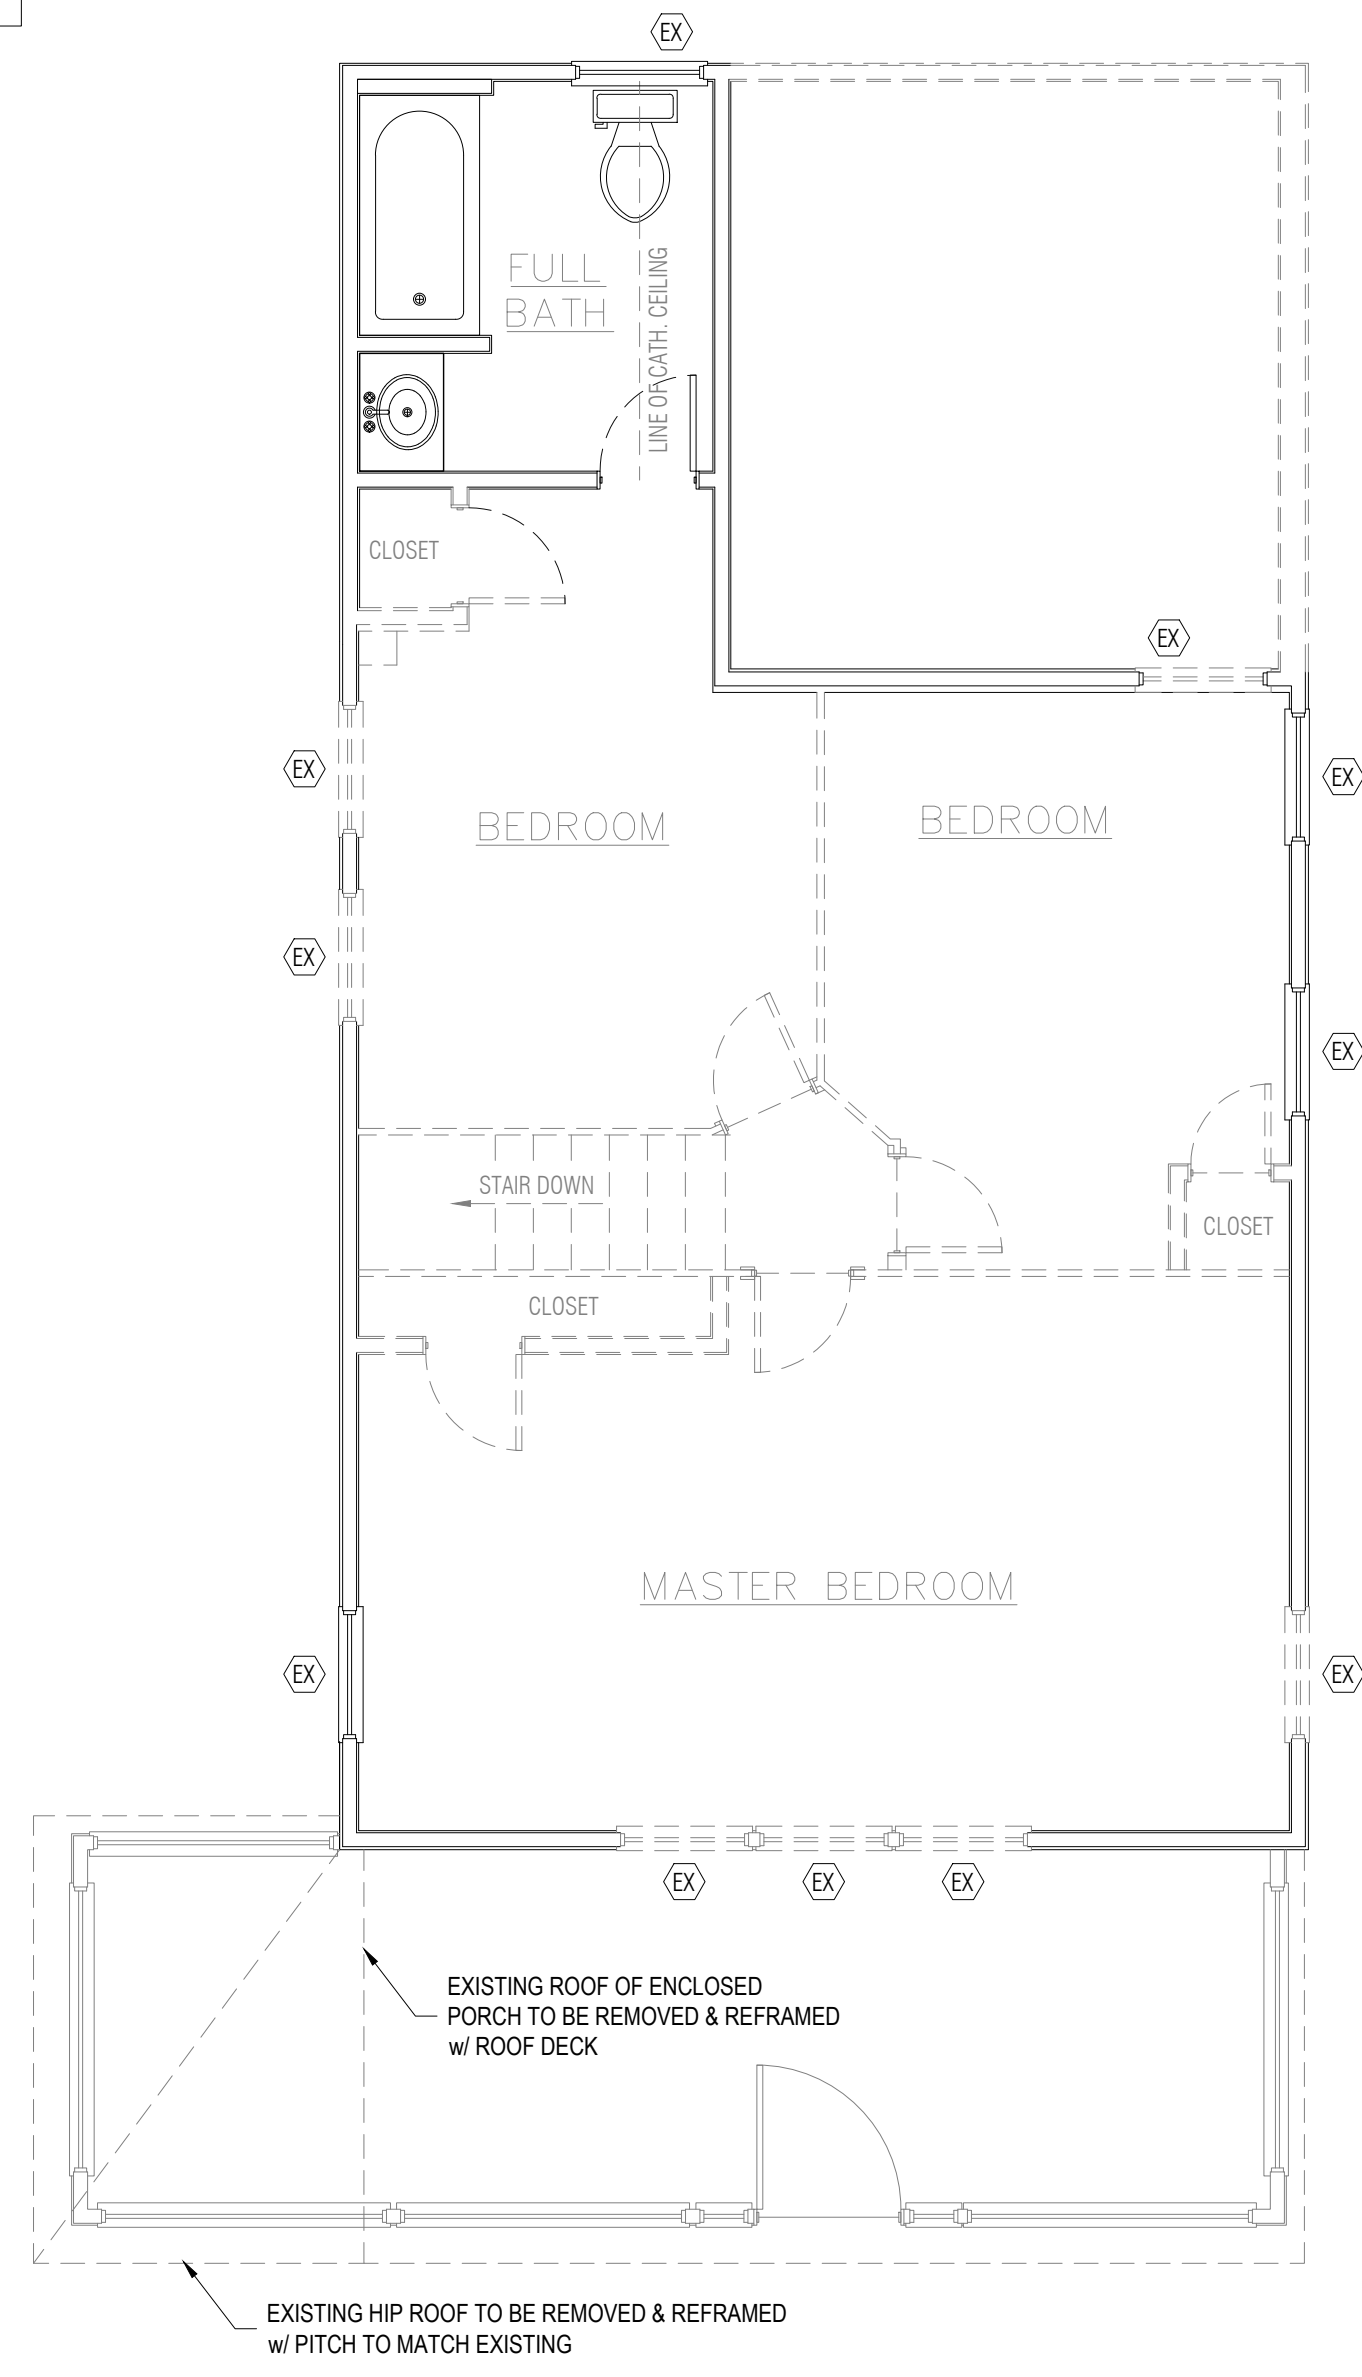 EX
FULL
BATH
LINE OF CATH. CEILING
CLOSET
EX
EX
EX
BEDROOM
BEDROOM
EX
EX
STAIR DOWN
CLOSET
CLOSET
MASTER BEDROOM
EX
EX
EX
EX
EX
EXISTING ROOF OF ENCLOSED
PORCH TO BE REMOVED & REFRAMED
w/ ROOF DECK
EXISTING HIP ROOF TO BE REMOVED & REFRAMED
w/ PITCH TO MATCH EXISTING